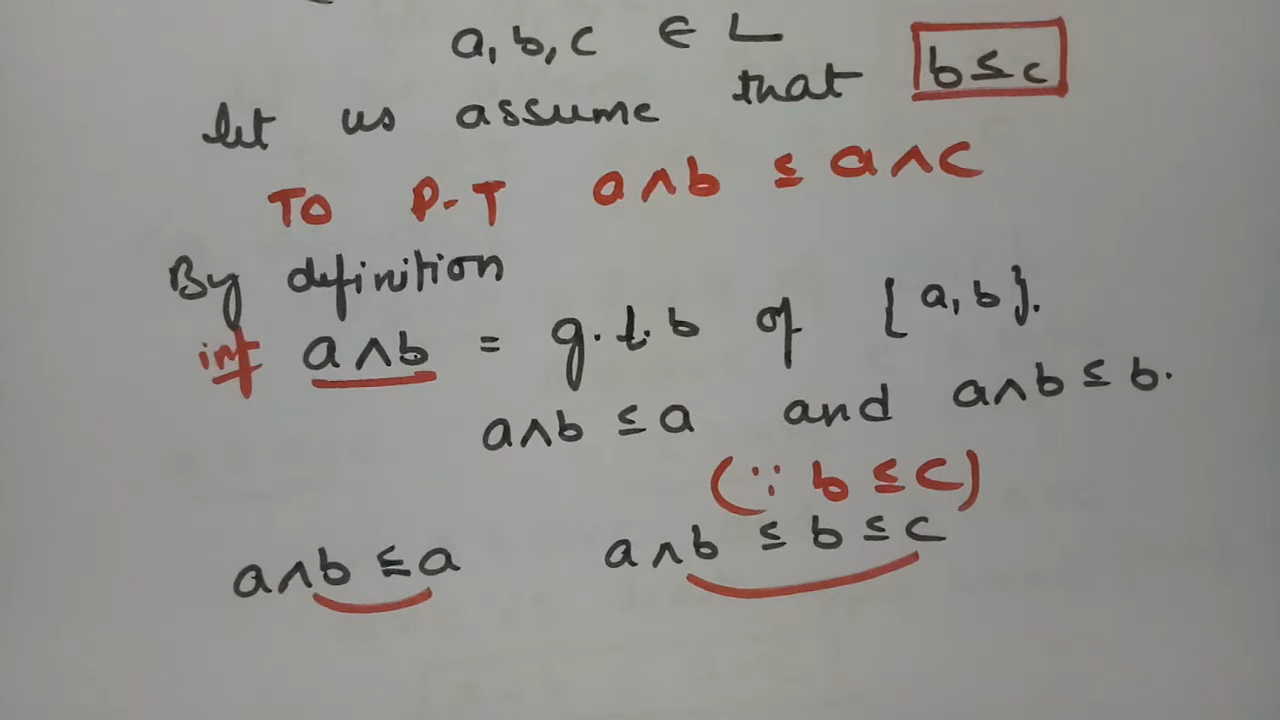 a, b, c ∈ L
let us assume that b ≤ c
TO P.T a∧b ≤ a∧c
By definition
inf a∧b = g.l.b of {a, b}.
a∧b ≤ a and a∧b ≤ b.
(∵ b ≤ c)
a∧b ≤ a a∧b ≤ b ≤ c